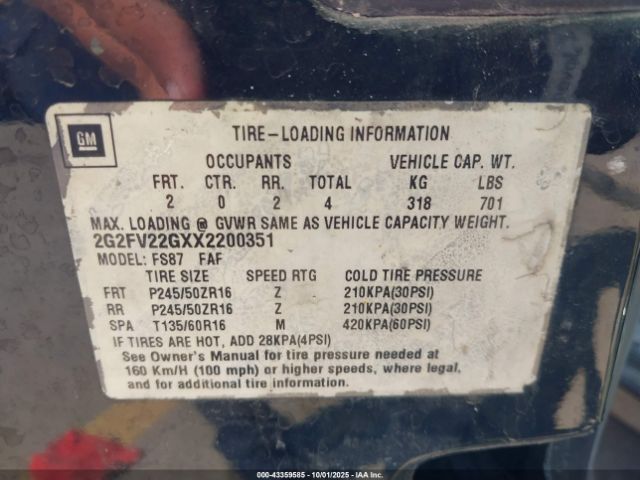 GM
TIRE-LOADING INFORMATION
OCCUPANTS VEHICLE CAP. WT.
FRT. CTR. RR. TOTAL KG LBS
2 0 2 4 318 701
MAX. LOADING @ GVWR SAME AS VEHICLE CAPACITY WEIGHT.
2G2FV22GXX2200351
MODEL: FS87 FAF
TIRE SIZE SPEED RTG COLD TIRE PRESSURE
FRT P245/50ZR16 Z 210KPA(30PSI)
RR P245/50ZR16 Z 210KPA(30PSI)
SPA T135/60R16 M 420KPA(60PSI)
IF TIRES ARE HOT, ADD 28KPA(4PSI)
See Owner's Manual for tire pressure needed at
160 Km/H (100 mph) or higher speeds, where legal,
and for additional tire information.
000-43359585 - 10/01/2025 - IAA Inc.